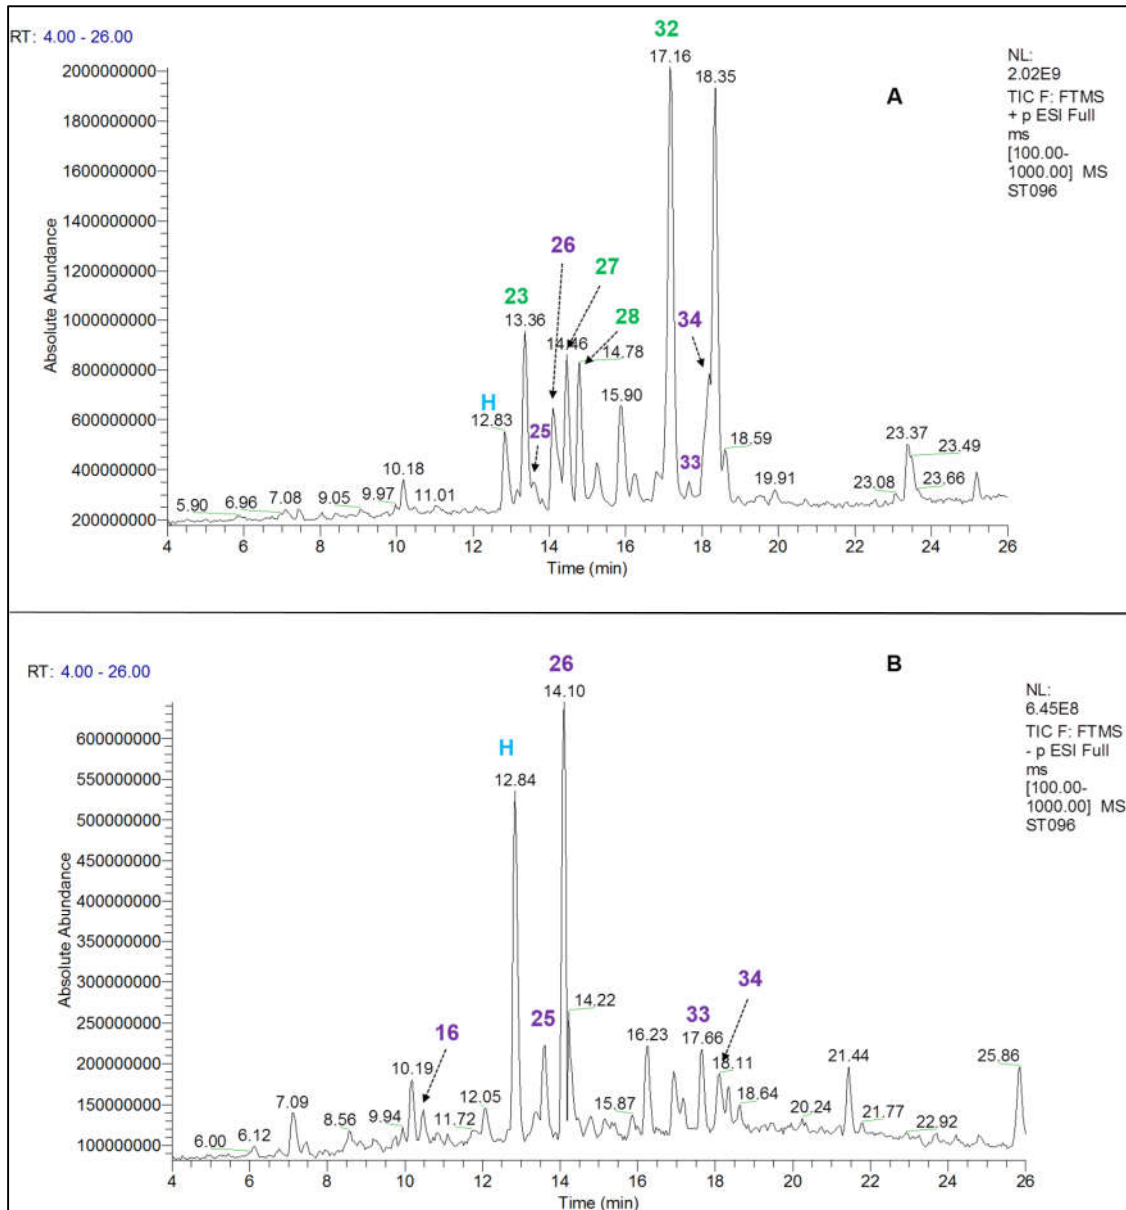 RT: 4.00 - 26.00
32
17.16
18.35
A
NL:
2.02E9
TIC F: FTMS
+ p ESI Full
ms
[100.00-
1000.00] MS
ST096
2000000000
1800000000
1600000000
1400000000
1200000000
1000000000
800000000
600000000
400000000
200000000
Absolute Abundance
26
27
23
13.36
28
14.46
14.78
34
15.90
H
12.83
25
33
18.59
10.18
23.37
23.49
5.90
6.96
7.08
9.05
9.97
11.01
19.91
23.08
23.66
4 6 8 10 12 14 16 18 20 22 24 26
Time (min)
RT: 4.00 - 26.00
26
14.10
B
NL:
6.45E8
TIC F: FTMS
- p ESI Full
ms
[100.00-
1000.00] MS
ST096
H
12.84
600000000
550000000
500000000
450000000
400000000
350000000
300000000
250000000
200000000
150000000
100000000
Absolute Abundance
14.22
34
16
25
33
10.19
16.23
17.66
18.11
21.44
25.86
7.09
8.56
9.94
11.72
12.05
15.87
18.64
6.00
6.12
20.24
21.77
22.92
4 6 8 10 12 14 16 18 20 22 24 26
Time (min)